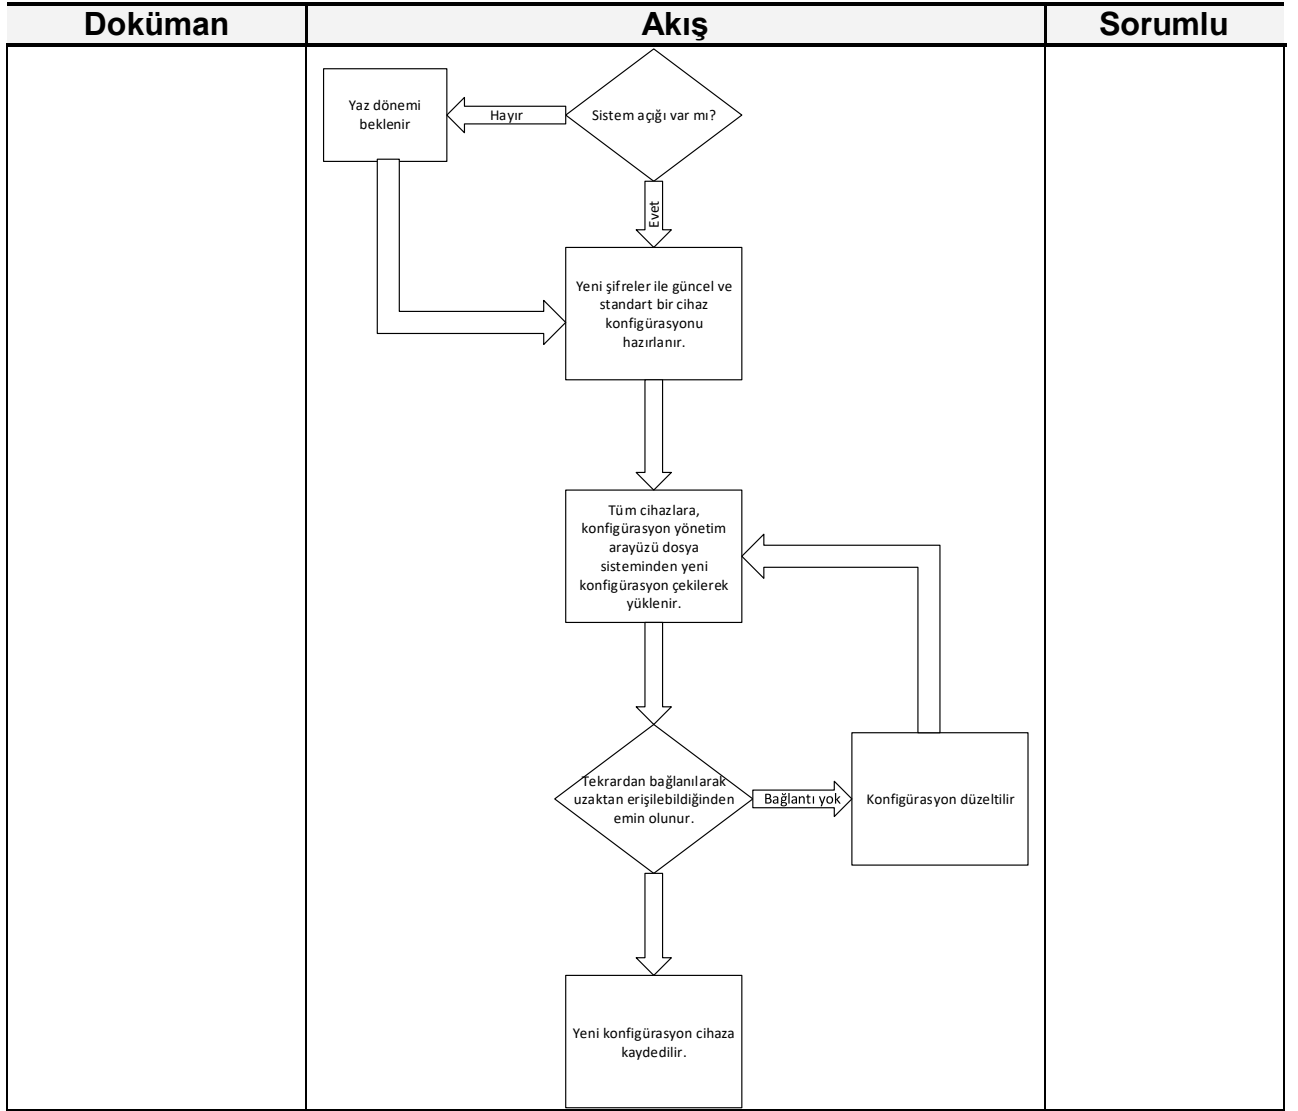 Doküman
Akış
Sorumlu
Sistem açığı var mı?
Hayır
Yaz dönemi
beklenir
Evet
Yeni şifreler ile güncel ve
standart bir cihaz
konfigürasyonu
hazırlanır.
Tüm cihazlara,
konfigürasyon yönetim
arayüzü dosya
sisteminden yeni
konfigürasyon çekilerek
yüklenir.
Tekrardan bağlanılarak
uzaktan erişilebildiğinden
emin olunur.
Bağlantı yok
Konfigürasyon düzeltilir
Yeni konfigürasyon cihaza
kaydedilir.